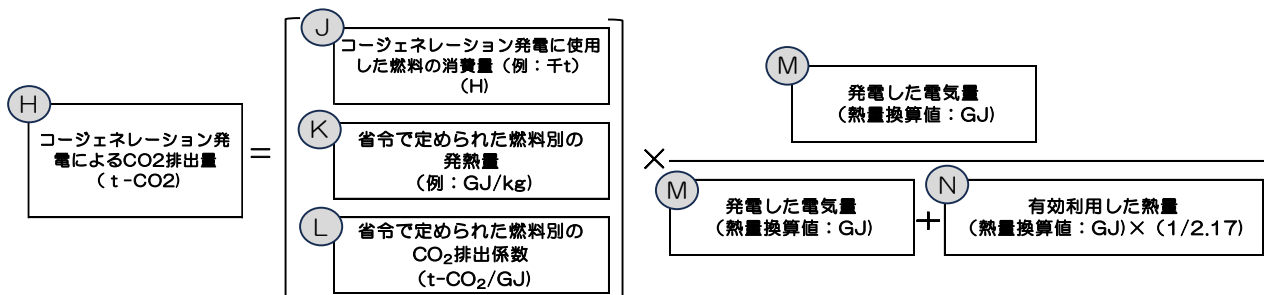 H
コージェネレーション発
電によるCO2排出量
(t-CO2)
=
J
コージェネレーション発電に使用
した燃料の消費量(例:千t)
(H)
K
省令で定められた燃料別の
発熱量
(例:GJ/kg)
L
省令で定められた燃料別の
CO₂排出係数
(t-CO₂/GJ)
×
M
発電した電気量
(熱量換算値:GJ)
M
発電した電気量
(熱量換算値:GJ)
+
N
有効利用した熱量
(熱量換算値:GJ)×(1/2.17)